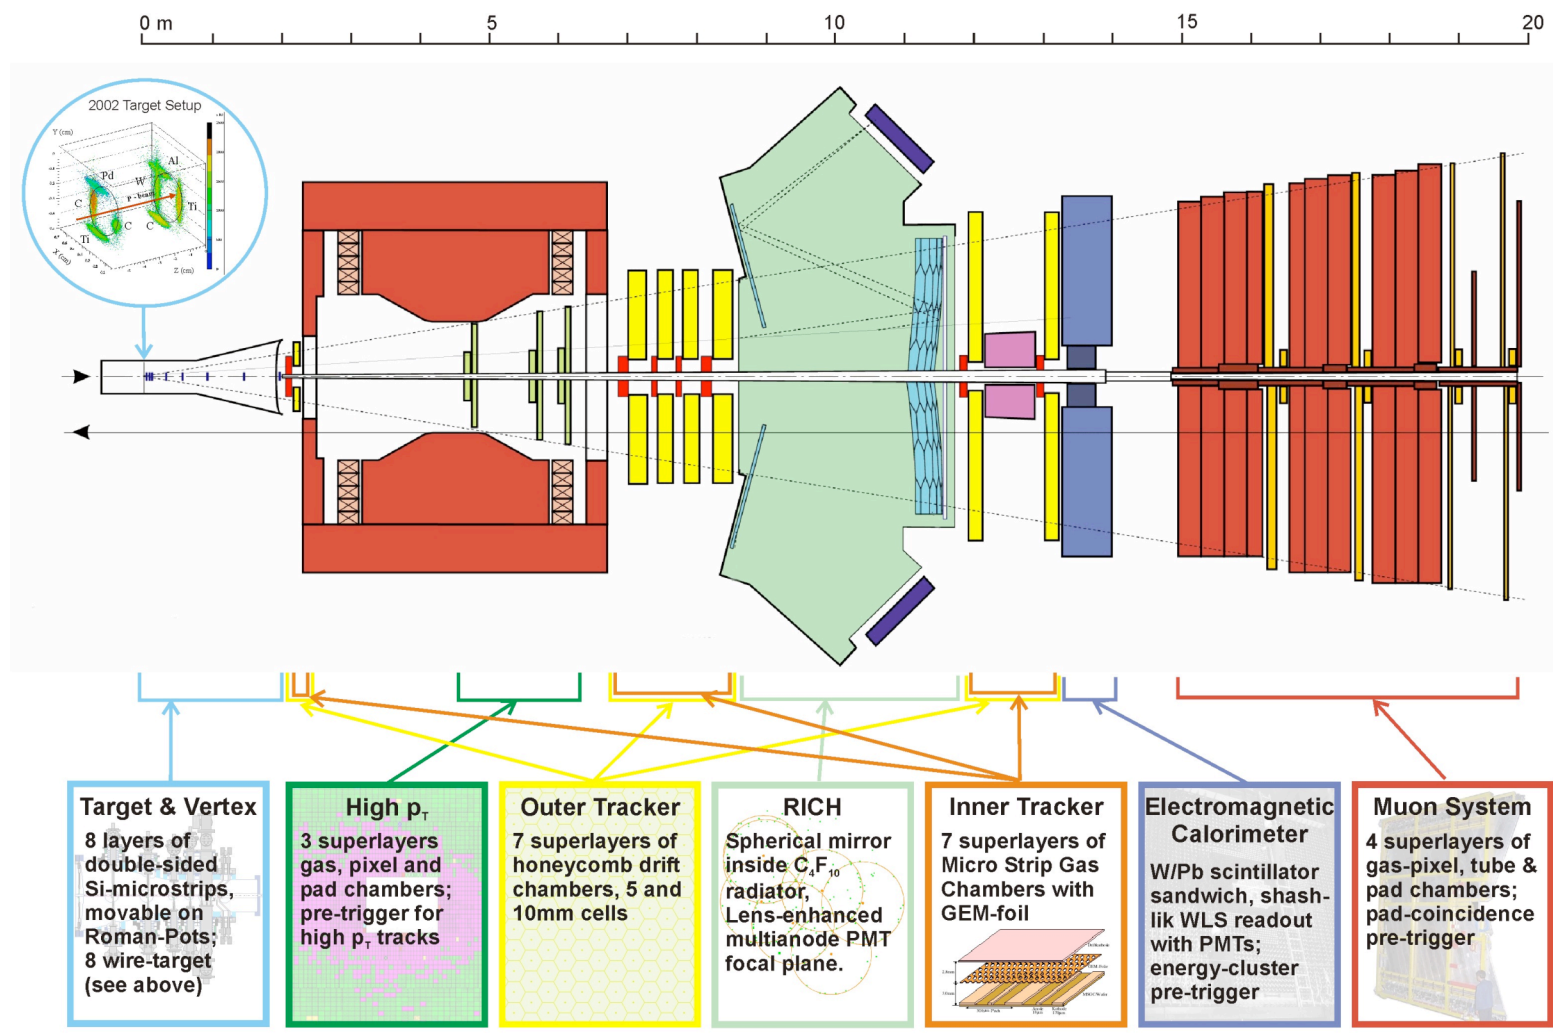 0 m 5 10 15 20
2002 Target Setup
Y (cm)
Pd
Al
W
C
p - beam
Ti
C
C
Ti
X (cm)
Z (cm)
Target & Vertex
8 layers of
double-sided
Si-microstrips,
movable on
Roman-Pots;
8 wire-target
(see above)
High pT
3 superlayers
gas, pixel and
pad chambers;
pre-trigger for
high pT tracks
Outer Tracker
7 superlayers of
honeycomb drift
chambers, 5 and
10mm cells
RICH
Spherical mirror
inside C4F10
radiator,
Lens-enhanced
multianode PMT
focal plane.
Inner Tracker
7 superlayers of
Micro Strip Gas
Chambers with
GEM-foil
Electromagnetic
Calorimeter
W/Pb scintillator
sandwich, shash-
lik WLS readout
with PMTs;
energy-cluster
pre-trigger
Muon System
4 superlayers of
gas-pixel, tube &
pad chambers;
pad-coincidence
pre-trigger